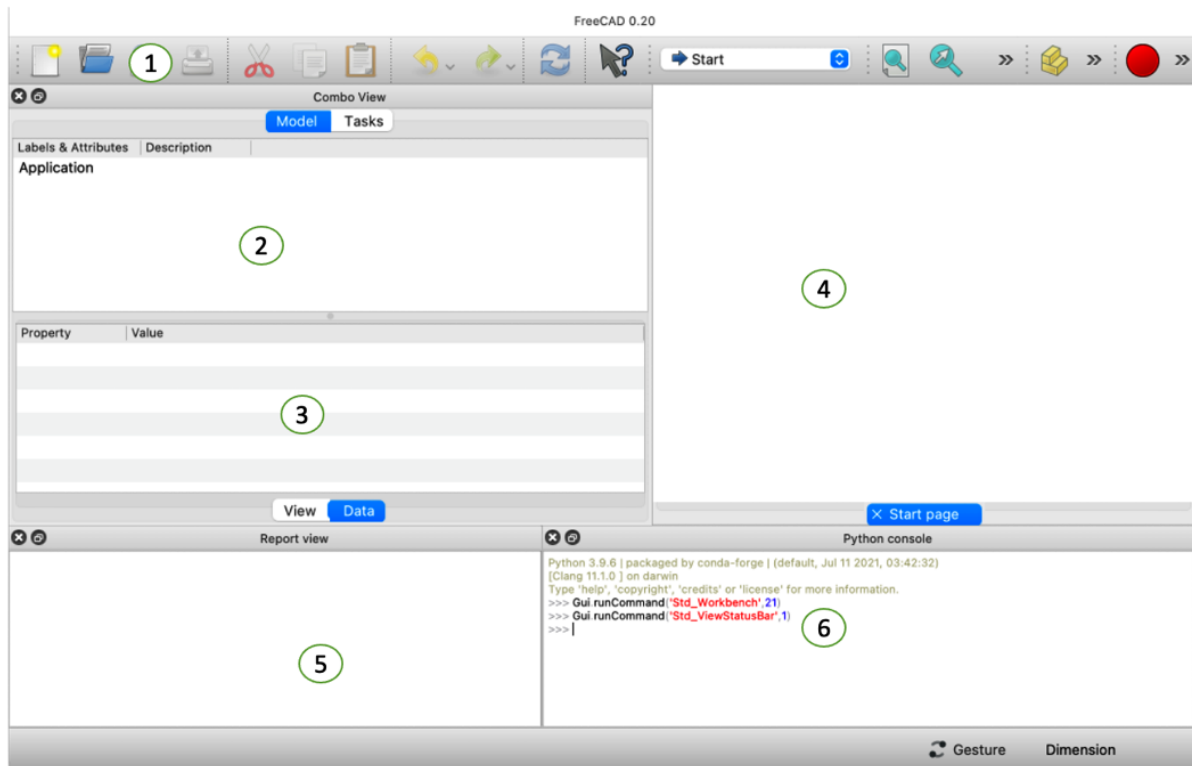 FreeCAD 0.20
1
Start
Combo View
Model Tasks
Labels & Attributes Description
Application
2
4
Property Value
3
View Data
× Start page
Report view
Python console
Python 3.9.6 | packaged by conda-forge | (default, Jul 11 2021, 03:42:32)
[Clang 11.1.0 ] on darwin
Type 'help', 'copyright', 'credits' or 'license' for more information.
>>> Gui.runCommand('Std_Workbench',21)
>>> Gui.runCommand('Std_ViewStatusBar',1)
>>>
5
6
Gesture Dimension